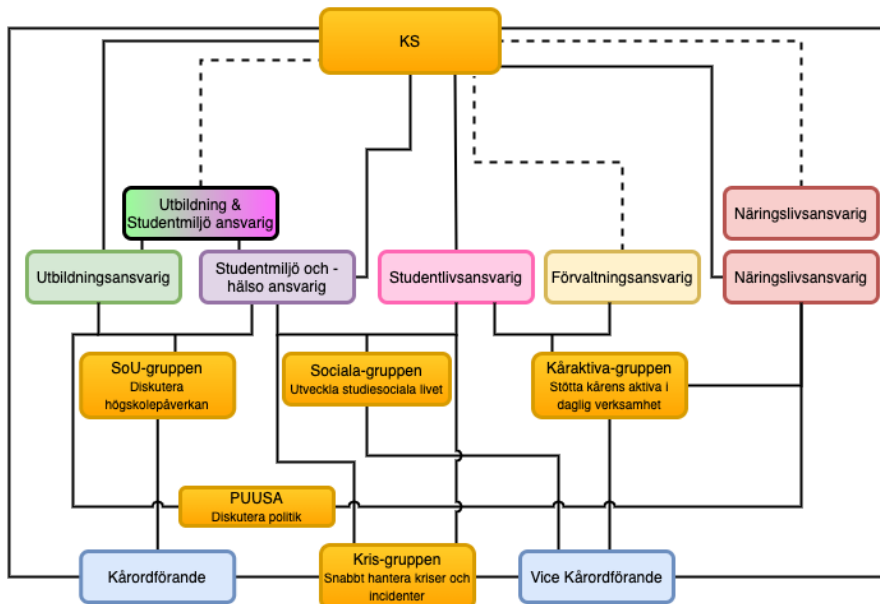 KS
Utbildning &
Studentmiljö ansvarig
Näringslivsansvarig
Utbildningsansvarig
Studentmiljö och -
hälso ansvarig
Studentlivsansvarig
Förvaltningsansvarig
Näringslivsansvarig
SoU-gruppen
Diskutera
högskolepåverkan
Sociala-gruppen
Utveckla studiesociala livet
Kåraktiva-gruppen
Stötta kårens aktiva i
daglig verksamhet
PUUSA
Diskutera politik
Kårordförande
Kris-gruppen
Snabbt hantera kriser och
incidenter
Vice Kårordförande